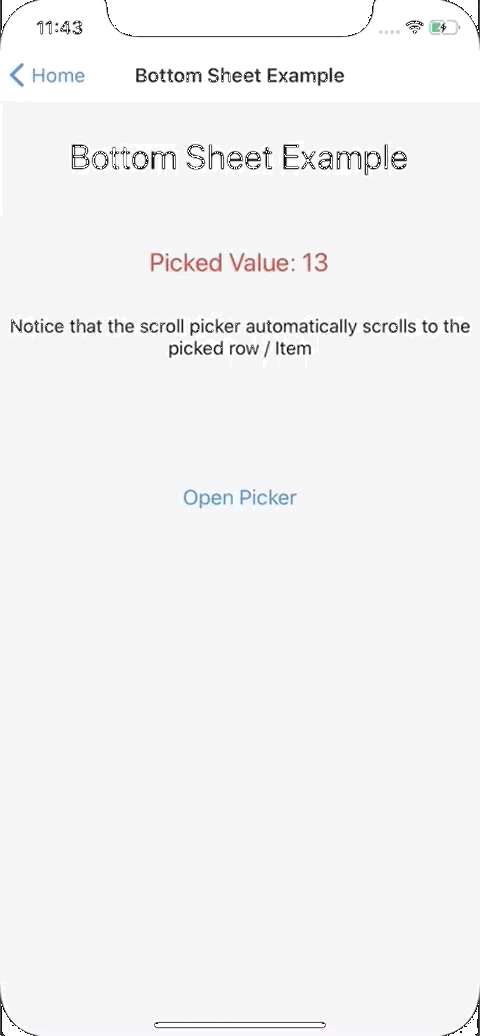 11:43
Home
Bottom Sheet Example
Bottom Sheet Example
Picked Value: 13
Notice that the scroll picker automatically scrolls to the
picked row / Item
Open Picker